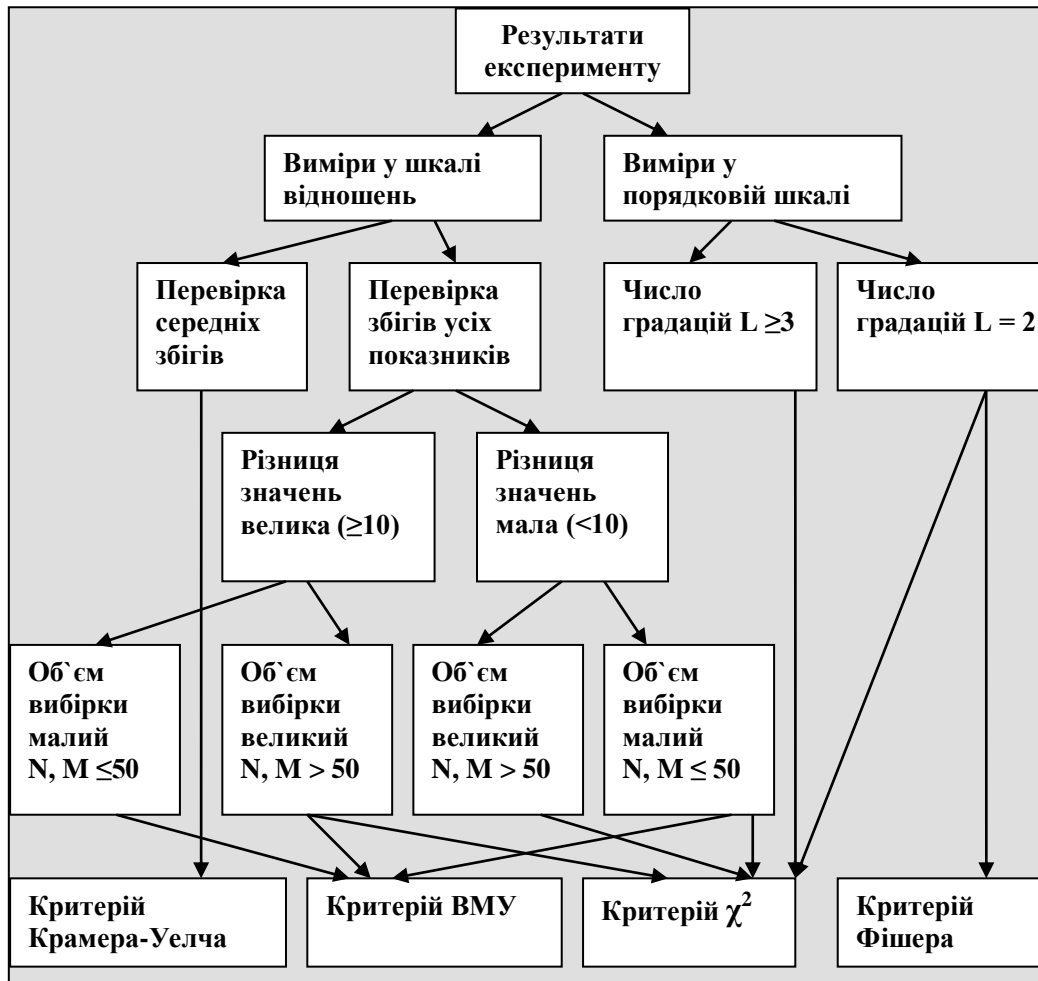 Результати
експерименту
Виміри у шкалі
відношень
Виміри у
порядковій шкалі
Перевірка
середніх
збігів
Перевірка
збігів усіх
показників
Число
градацій L ≥3
Число
градацій L = 2
Різниця
значень
велика (≥10)
Різниця
значень
мала (<10)
Об`єм
вибірки
малий
N, M ≤50
Об`єм
вибірки
великий
N, M > 50
Об`єм
вибірки
великий
N, M > 50
Об`єм
вибірки
малий
N, M ≤ 50
Критерій
Крамера-Уелча
Критерій ВМУ
Критерій χ²
Критерій
Фішера